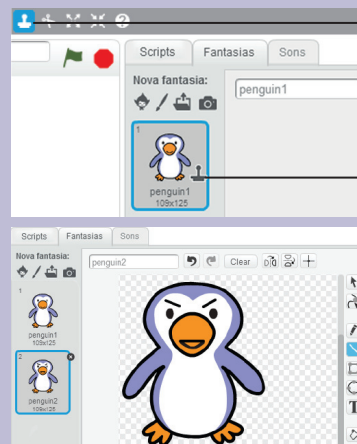 Scripts Fantasias Sons
Nova fantasia:
penguin1
1
penguin1
109x125
Scripts Fantasias Sons
Nova fantasia:
penguin2 Clear
1
penguin1
109x125
2
penguin2
109x126
T